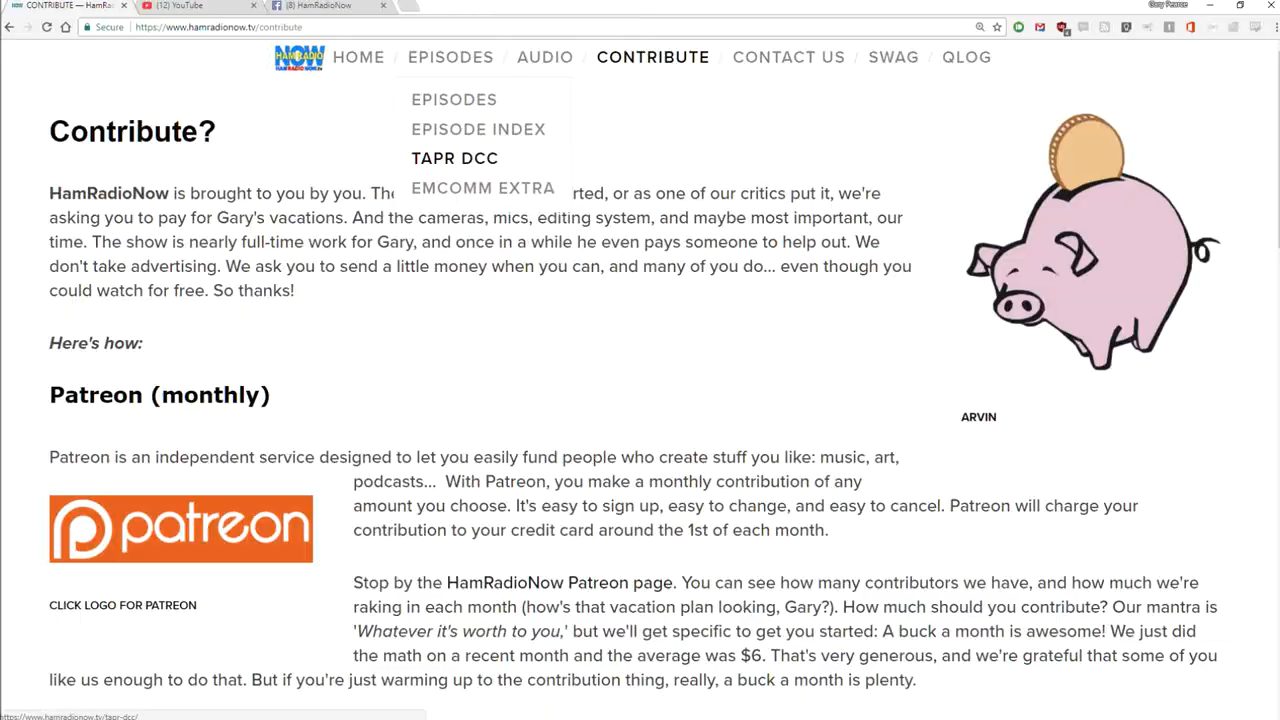 CONTRIBUTE — HamRa
(12) YouTube
(8) HamRadioNow
Gary Pearce
Secure
https://www.hamradionow.tv/contribute
NOW
HAMRADIO
HAMRADIONOW.tv
HOME / EPISODES / AUDIO / CONTRIBUTE / CONTACT US / SWAG / QLOG
EPISODES
EPISODE INDEX
TAPR DCC
EMCOMM EXTRA
Contribute?
HamRadioNow is brought to you by you. The rted, or as one of our critics put it, we're
asking you to pay for Gary's vacations. And the cameras, mics, editing system, and maybe most important, our
time. The show is nearly full-time work for Gary, and once in a while he even pays someone to help out. We
don't take advertising. We ask you to send a little money when you can, and many of you do... even though you
could watch for free. So thanks!
Here's how:
Patreon (monthly)
ARVIN
Patreon is an independent service designed to let you easily fund people who create stuff you like: music, art,
podcasts... With Patreon, you make a monthly contribution of any
amount you choose. It's easy to sign up, easy to change, and easy to cancel. Patreon will charge your
contribution to your credit card around the 1st of each month.
patreon
CLICK LOGO FOR PATREON
Stop by the HamRadioNow Patreon page. You can see how many contributors we have, and how much we're
raking in each month (how's that vacation plan looking, Gary?). How much should you contribute? Our mantra is
'Whatever it's worth to you,' but we'll get specific to get you started: A buck a month is awesome! We just did
the math on a recent month and the average was $6. That's very generous, and we're grateful that some of you
like us enough to do that. But if you're just warming up to the contribution thing, really, a buck a month is plenty.
https://www.hamradionow.tv/tapr-dcc/